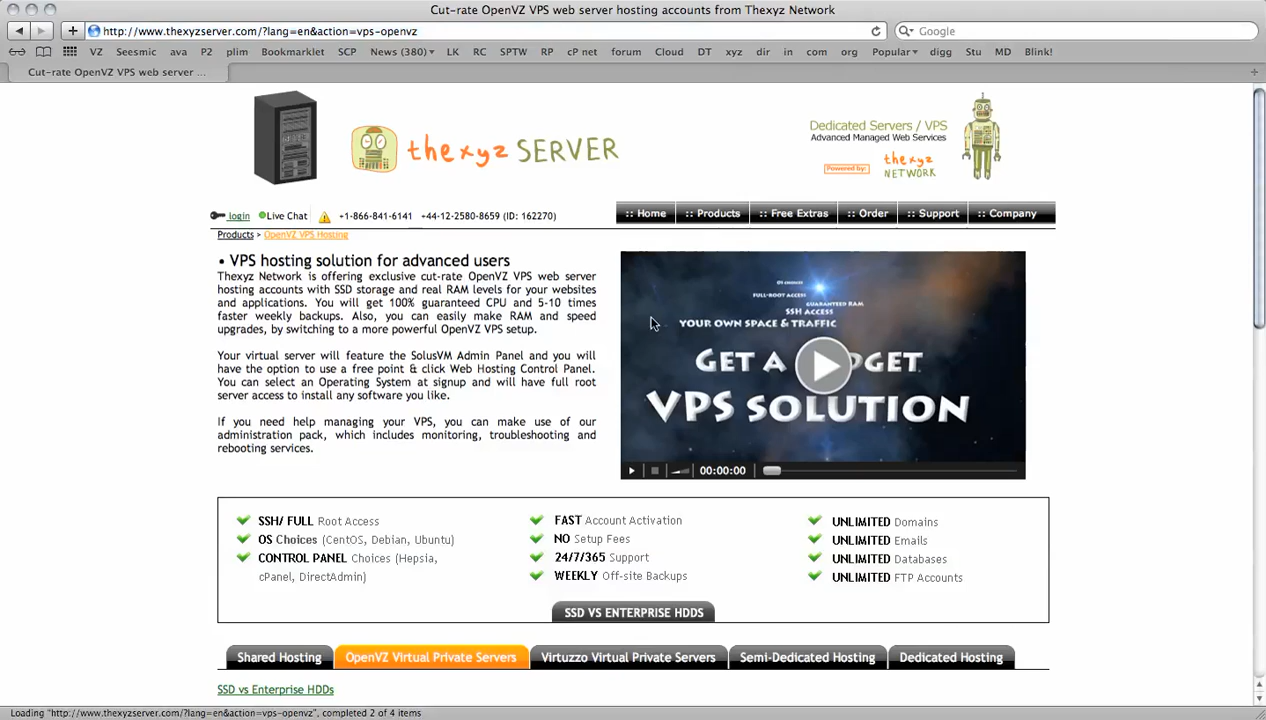 Cut-rate OpenVZ VPS web server hosting accounts from Thexyz Network
http://www.thexyzserver.com/?lang=en&action=vps-openvz
Google
VZ Seesmic ava P2 plim Bookmarklet SCP News (380) LK RC SPTW RP cP net forum Cloud DT xyz dir in com org Popular digg Stu MD Blink!
Cut-rate OpenVZ VPS web server ...
thexyz SERVER
Dedicated Servers / VPS
Advanced Managed Web Services
Powered by: thexyz
NETWORK
login Live Chat +1-866-841-6141 +44-12-2580-8659 (ID: 162270)
:: Home :: Products :: Free Extras :: Order :: Support :: Company
Products > OpenVZ VPS Hosting
• VPS hosting solution for advanced users
Thexyz Network is offering exclusive cut-rate OpenVZ VPS web server
hosting accounts with SSD storage and real RAM levels for your websites
and applications. You will get 100% guaranteed CPU and 5-10 times
faster weekly backups. Also, you can easily make RAM and speed
upgrades, by switching to a more powerful OpenVZ VPS setup.
Your virtual server will feature the SolusVM Admin Panel and you will
have the option to use a free point & click Web Hosting Control Panel.
You can select an Operating System at signup and will have full root
server access to install any software you like.
If you need help managing your VPS, you can make use of our
administration pack, which includes monitoring, troubleshooting and
rebooting services.
OS CHOICES
FULL-ROOT ACCESS
GUARANTEED RAM
SSH ACCESS
YOUR OWN SPACE & TRAFFIC
GET A DGET
VPS SOLUTION
00:00:00
SSH/ FULL Root Access
OS Choices (CentOS, Debian, Ubuntu)
CONTROL PANEL Choices (Hepsia,
cPanel, DirectAdmin)
FAST Account Activation
NO Setup Fees
24/7/365 Support
WEEKLY Off-site Backups
UNLIMITED Domains
UNLIMITED Emails
UNLIMITED Databases
UNLIMITED FTP Accounts
SSD VS ENTERPRISE HDDS
Shared Hosting OpenVZ Virtual Private Servers Virtuzzo Virtual Private Servers Semi-Dedicated Hosting Dedicated Hosting
SSD vs Enterprise HDDs
Loading "http://www.thexyzserver.com/?lang=en&action=vps-openvz", completed 2 of 4 items